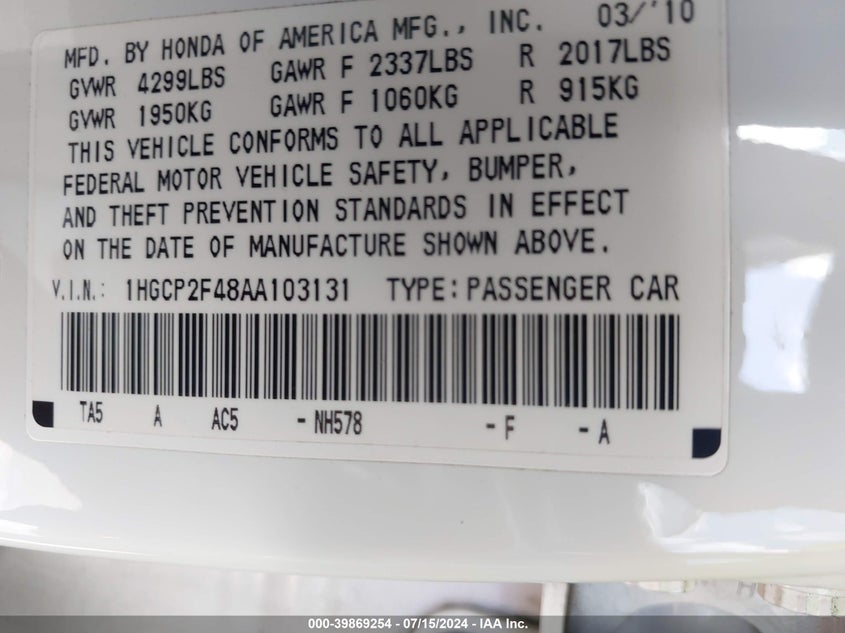 MFD. BY HONDA OF AMERICA MFG., INC. 03/'10
GVWR 4299LBS GAWR F 2337LBS R 2017LBS
GVWR 1950KG GAWR F 1060KG R 915KG
THIS VEHICLE CONFORMS TO ALL APPLICABLE
FEDERAL MOTOR VEHICLE SAFETY, BUMPER,
AND THEFT PREVENTION STANDARDS IN EFFECT
ON THE DATE OF MANUFACTURE SHOWN ABOVE.
V.I.N.: 1HGCP2F48AA103131 TYPE: PASSENGER CAR
TA5 A AC5 -NH578 -F -A
000-39869254 - 07/15/2024 - IAA Inc.